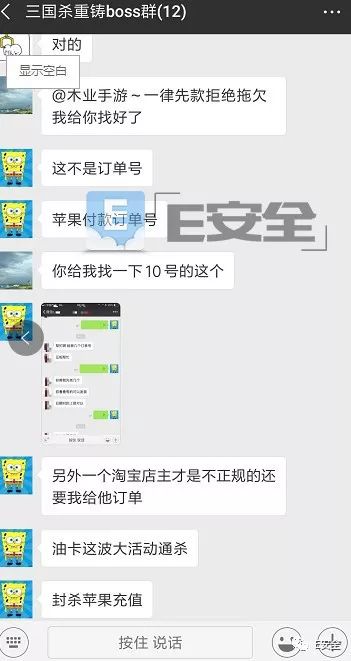 三国杀重铸boss群(12)
对的
显示空白
@木业手游~一律先款拒绝拖欠
我给你找好了
这不是订单号
E安全
苹果付款订单号
你给我找一下10号的这个
按住 说话
另外一个淘宝店主才是不正规的还
要我给他订单
油卡这波大活动通杀
封杀苹果充值
按住 说话
E安全